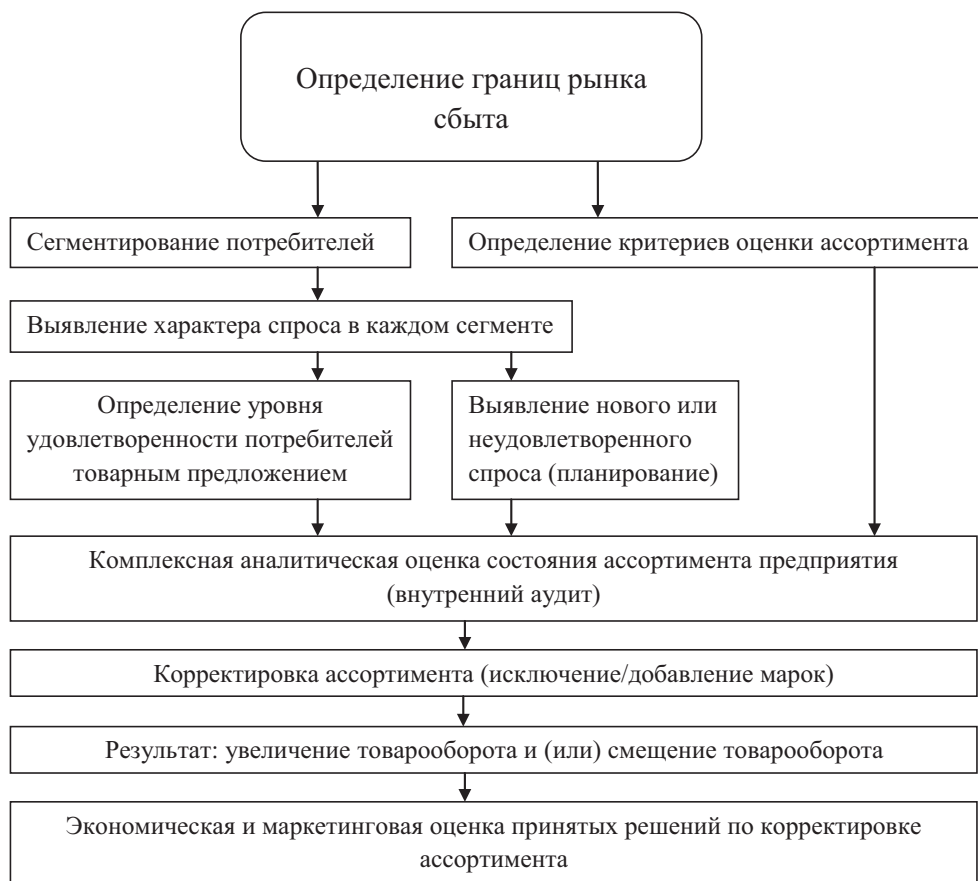 Определение границ рынка
сбыта
Сегментирование потребителей
Определение критериев оценки ассортимента
Выявление характера спроса в каждом сегменте
Определение уровня
удовлетворенности потребителей
товарным предложением
Выявление нового или
неудовлетворенного
спроса (планирование)
Комплексная аналитическая оценка состояния ассортимента предприятия
(внутренний аудит)
Корректировка ассортимента (исключение/добавление марок)
Результат: увеличение товарооборота и (или) смещение товарооборота
Экономическая и маркетинговая оценка принятых решений по корректировке
ассортимента